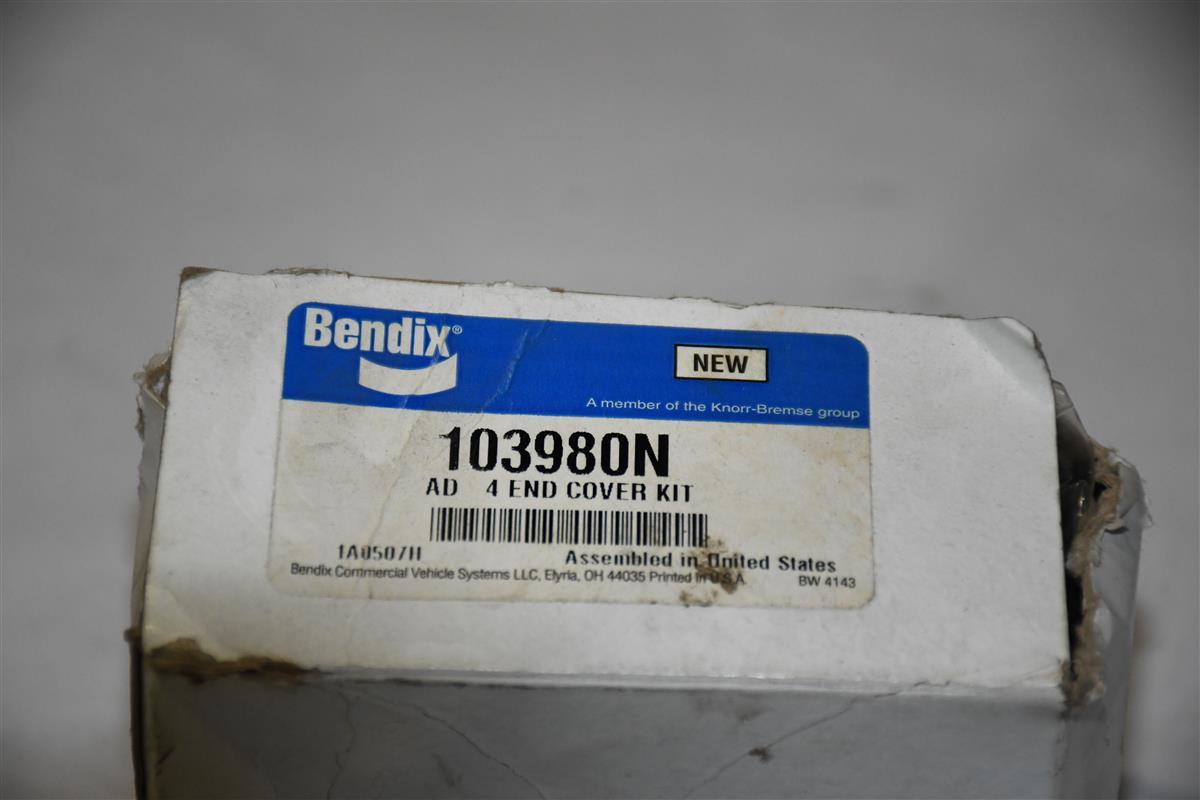 Bendix®
NEW
A member of the Knorr-Bremse group
103980N
AD 4 END COVER KIT
1A0507H Assembled in United States
Bendix Commercial Vehicle Systems LLC, Elyria, OH 44035 Printed in U.S.A. BW 4143